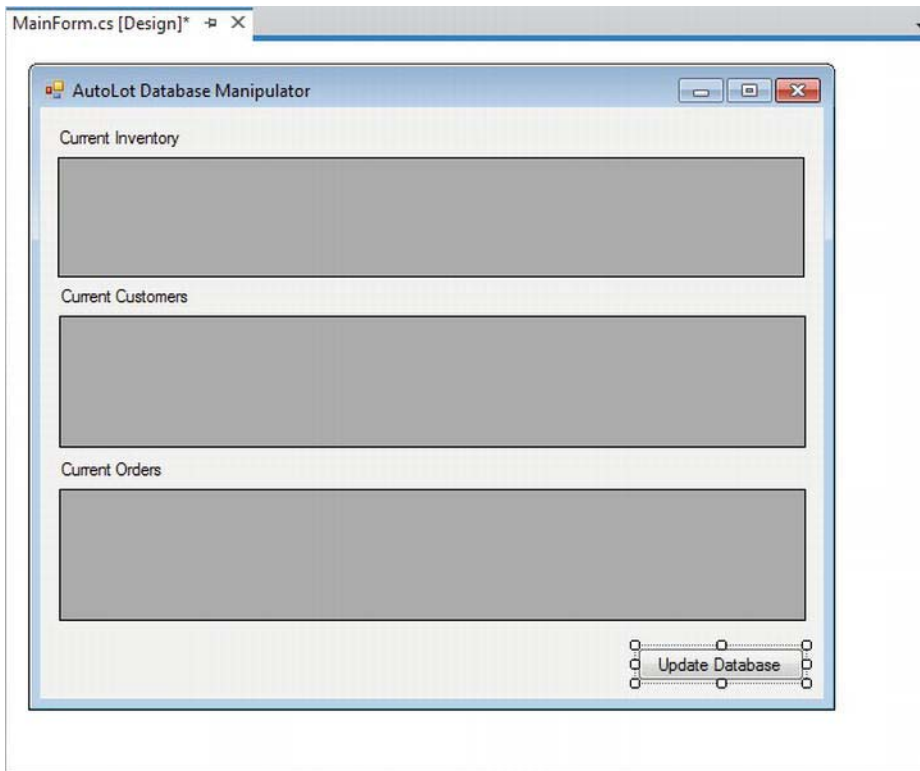 MainForm.cs [Design]*
AutoLot Database Manipulator
Current Inventory
Current Customers
Current Orders
Update Database